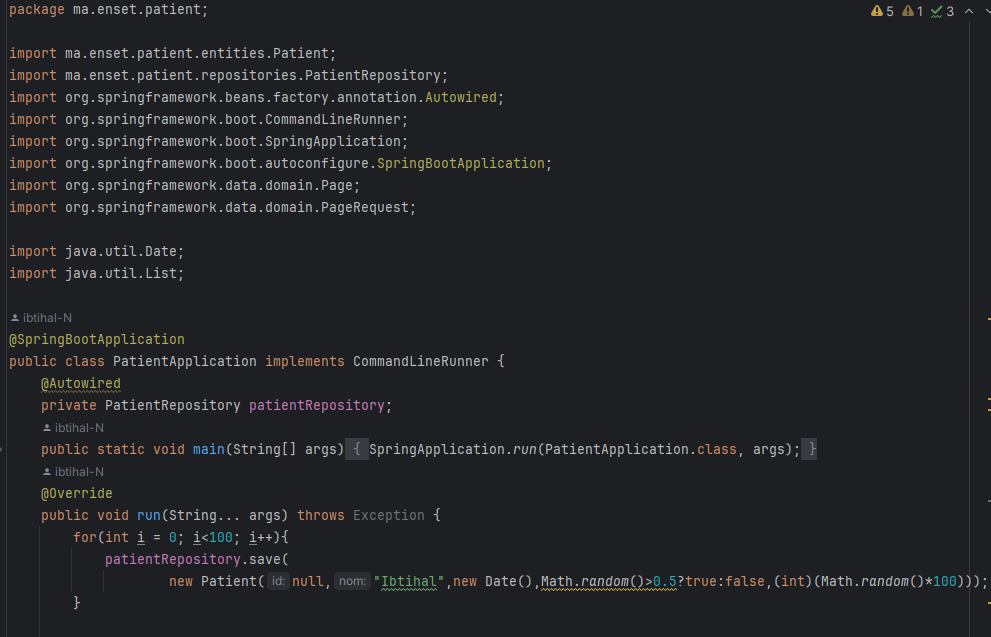 package ma.enset.patient;
5 1 3
import ma.enset.patient.entities.Patient;
import ma.enset.patient.repositories.PatientRepository;
import org.springframework.beans.factory.annotation.Autowired;
import org.springframework.boot.CommandLineRunner;
import org.springframework.boot.SpringApplication;
import org.springframework.boot.autoconfigure.SpringBootApplication;
import org.springframework.data.domain.Page;
import org.springframework.data.domain.PageRequest;
import java.util.Date;
import java.util.List;
ibtihal-N
@SpringBootApplication
public class PatientApplication implements CommandLineRunner {
@Autowired
private PatientRepository patientRepository;
ibtihal-N
public static void main(String[] args) { SpringApplication.run(PatientApplication.class, args); }
ibtihal-N
@Override
public void run(String... args) throws Exception {
for(int i = 0; i<100; i++){
patientRepository.save(
new Patient( id: null, nom: "Ibtihal",new Date(),Math.random()>0.5?true:false,(int)(Math.random()*100)));
}